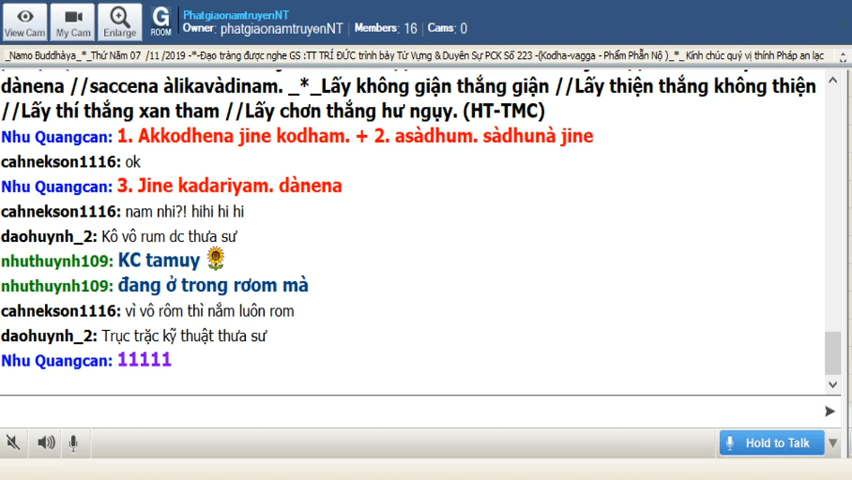 View Cam
My Cam
Enlarge
G
ROOM
PhatgiaonamtruyenNT
Owner: phatgiaonamtruyenNT Members: 16 Cams: 0
_Namo Buddhàya_*_Thứ Năm 07 /11 /2019 -*-Đạo tràng được nghe GS :TT TRÍ ĐỨC trình bày Từ Vựng & Duyên Sự PCK Số 223 -(Kodha-vagga - Phẩm Phẫn Nộ )_*_ Kính chúc quý vị thính Pháp an lạc
dànena //saccena àlikavàdinam. _*_Lấy không giận thắng giận //Lấy thiện thắng không thiện
//Lấy thí thắng xan tham //Lấy chơn thắng hư ngụy. (HT-TMC)
Nhu Quangcan: 1. Akkodhena jine kodham. + 2. asàdhum. sàdhunà jine
cahnekson1116: ok
Nhu Quangcan: 3. Jine kadariyam. dànena
cahnekson1116: nam nhi?! hihi hi hi
daohuynh_2: Kô vô rum dc thưa sư
nhuthuynh109: KC tamuy
nhuthuynh109: đang ở trong rơom mà
cahnekson1116: vì vô rôm thì nắm luôn rom
daohuynh_2: Trục trặc kỹ thuật thưa sư
Nhu Quangcan: 11111
Hold to Talk